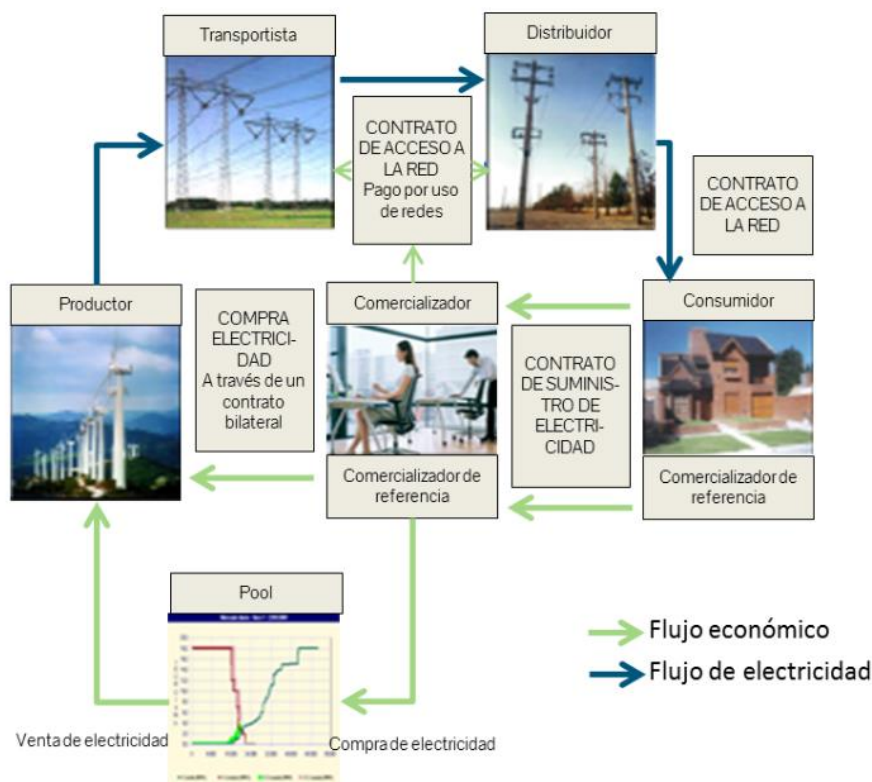 Transportista
Distribuidor
CONTRATO
DE ACCESO A
LA RED
Pago por uso
de redes
CONTRATO
DE ACCESO A
LA RED
Productor
COMPRA
ELECTRICI-
DAD
A través de un
contrato
bilateral
Comercializador
Consumidor
CONTRATO
DE SUMINIS-
TRO DE
ELECTRI-
CIDAD
Comercializador de
referencia
Comercializador de
referencia
Pool
Flujo económico
Flujo de electricidad
Venta de electricidad
Compra de electricidad